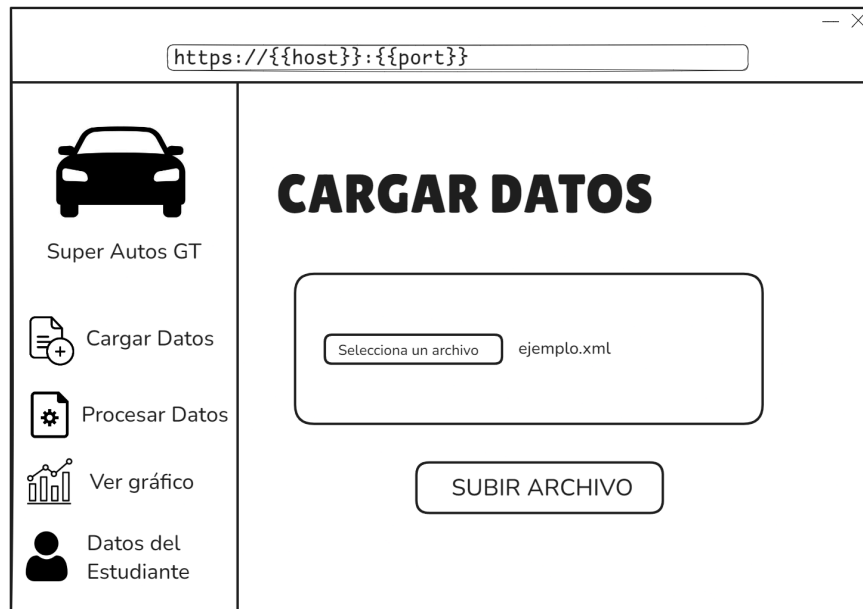 https://{{host}}:{{port}}
Super Autos GT
Cargar Datos
Procesar Datos
Ver gráfico
Datos del
Estudiante
CARGAR DATOS
Selecciona un archivo
ejemplo.xml
SUBIR ARCHIVO